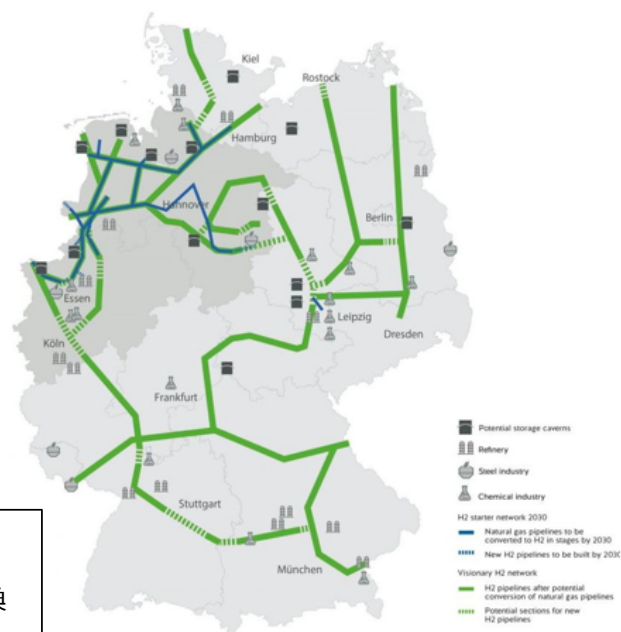 Kiel
Rostock
Hamburg
Hannover
Berlin
Essen
Leipzig
Köln
Dresden
Frankfurt
Stuttgart
München
Potential storage caverns
Refinery
Steel industry
Chemical industry
H2 starter network 2030
Natural gas pipelines to be
converted to H2 in stages by 2030
New H2 pipelines to be built by 2030
Visionary H2 network
H2 pipelines after potential
conversion of natural gas pipelines
Potential sections for new
H2 pipelines